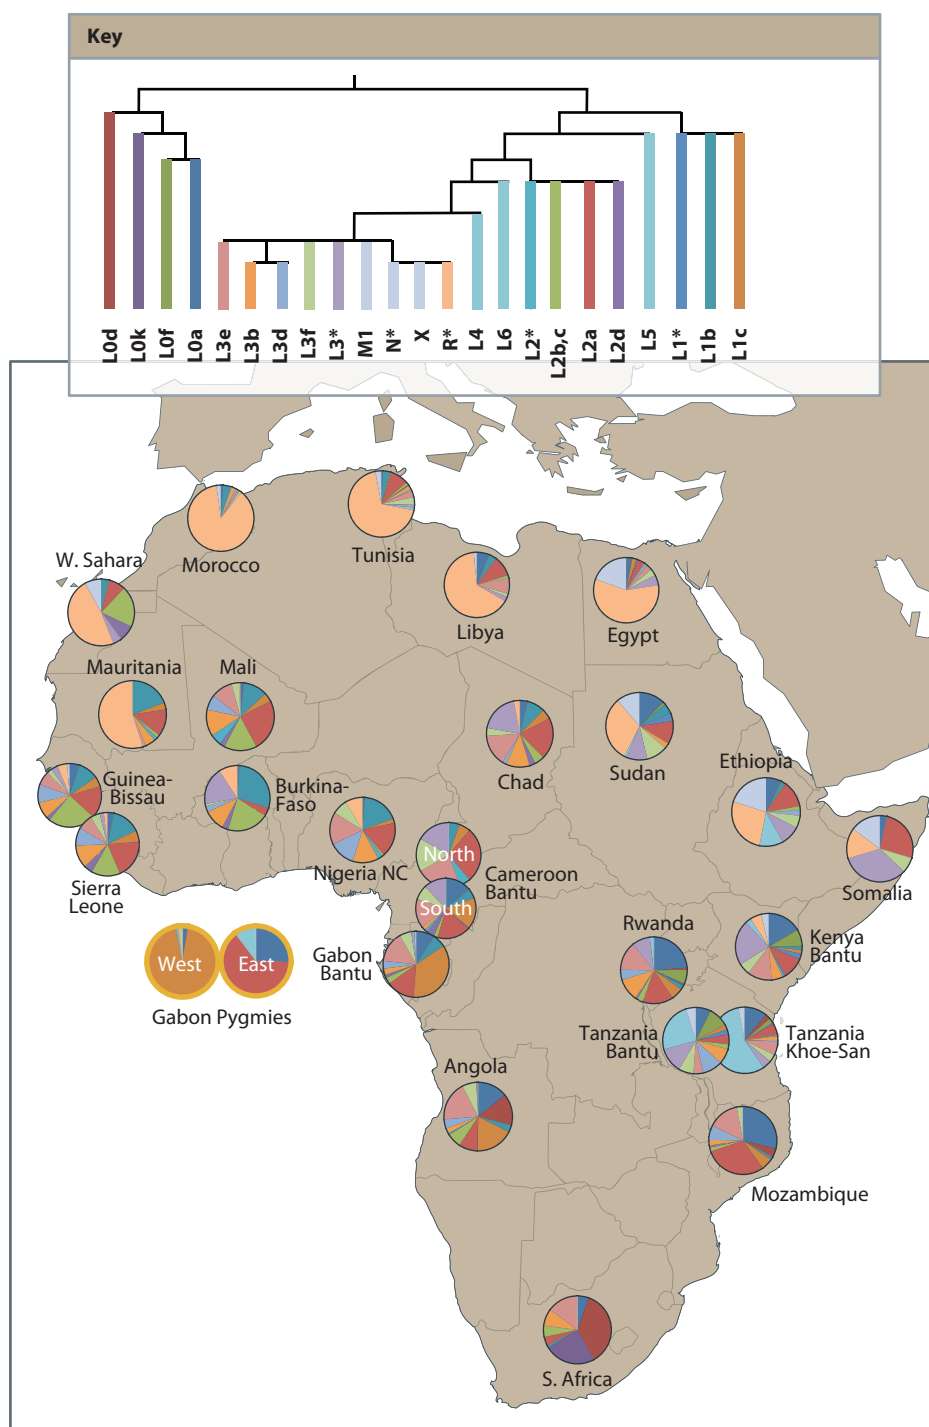 Key
L0d
L0k
L0f
L0a
L3e
L3b
L3d
L3f
L3*
M1
N*
X
R*
L4
L6
L2*
L2b,c
L2a
L2d
L5
L1*
L1b
L1c
Morocco
Tunisia
W. Sahara
Libya
Egypt
Mauritania
Mali
Chad
Sudan
Ethiopia
Guinea-
Bissau
Burkina-
Faso
Nigeria NC
North
Cameroon
Bantu
South
Somalia
Sierra
Leone
West
East
Gabon Pygmies
Gabon
Bantu
Rwanda
Kenya
Bantu
Tanzania
Bantu
Tanzania
Khoe-San
Angola
Mozambique
S. Africa